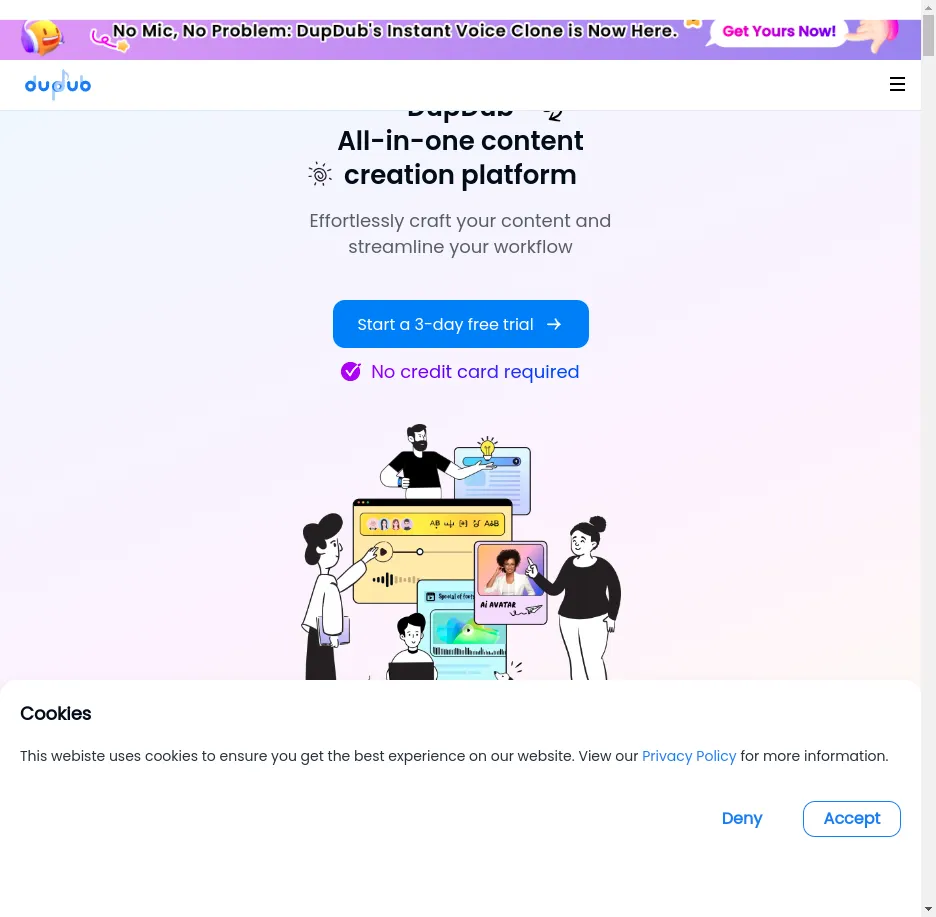 No Mic, No Problem: DupDub's Instant Voice Clone is Now Here.
Get Yours Now!
dupdub
DupDub
All-in-one content
creation platform
Effortlessly craft your content and
streamline your workflow
Start a 3-day free trial
No credit card required
Special of fonts
Ai AVATAR
Cookies
This webiste uses cookies to ensure you get the best experience on our website. View our Privacy Policy for more information.
Deny
Accept